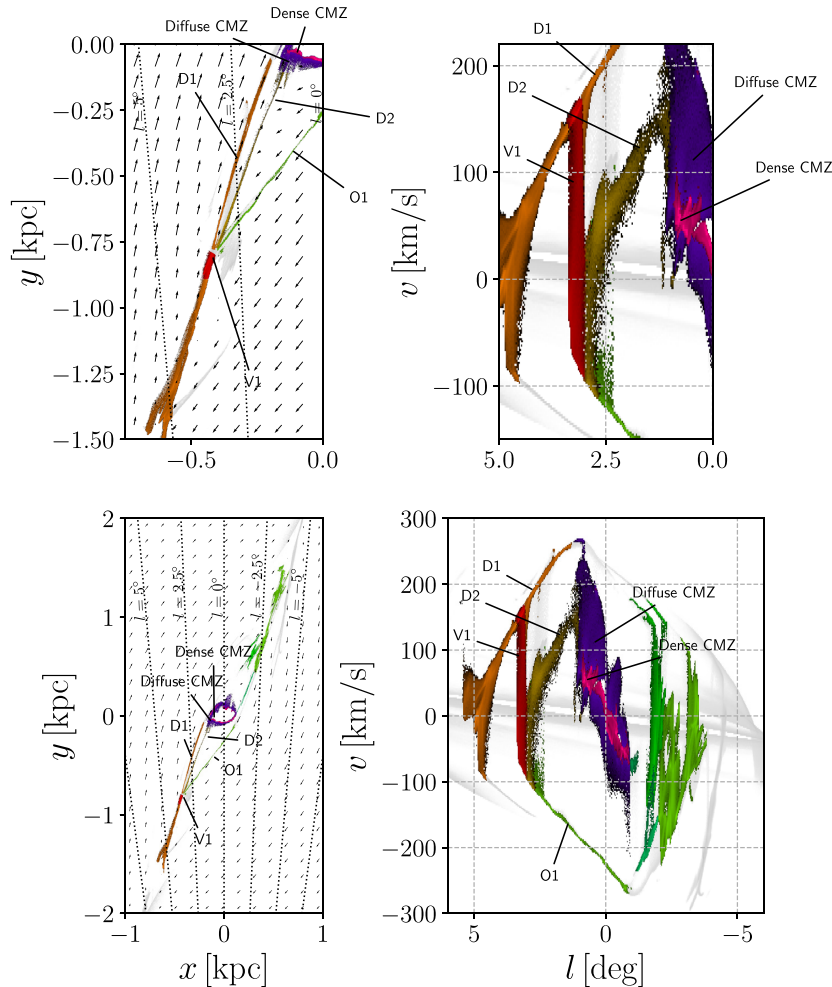 Dense CMZ
Diffuse CMZ
D1
D2
O1
V1
l = 5°
l = 2.5°
l = 0°
0.00
−0.25
−0.50
−0.75
−1.00
−1.25
−1.50
−0.5
0.0
y [kpc]
D1
D2
V1
Diffuse CMZ
Dense CMZ
200
100
0
−100
5.0
2.5
0.0
v [km/s]
2
1
0
−1
−2
−1
0
1
y [kpc]
x [kpc]
l = 5°
l = 2.5°
l = 0°
l = −2.5°
l = −5°
Dense CMZ
Diffuse CMZ
D1
D2
O1
V1
300
200
100
0
−100
−200
−300
5
0
−5
v [km/s]
l [deg]
D1
D2
V1
Diffuse CMZ
Dense CMZ
O1